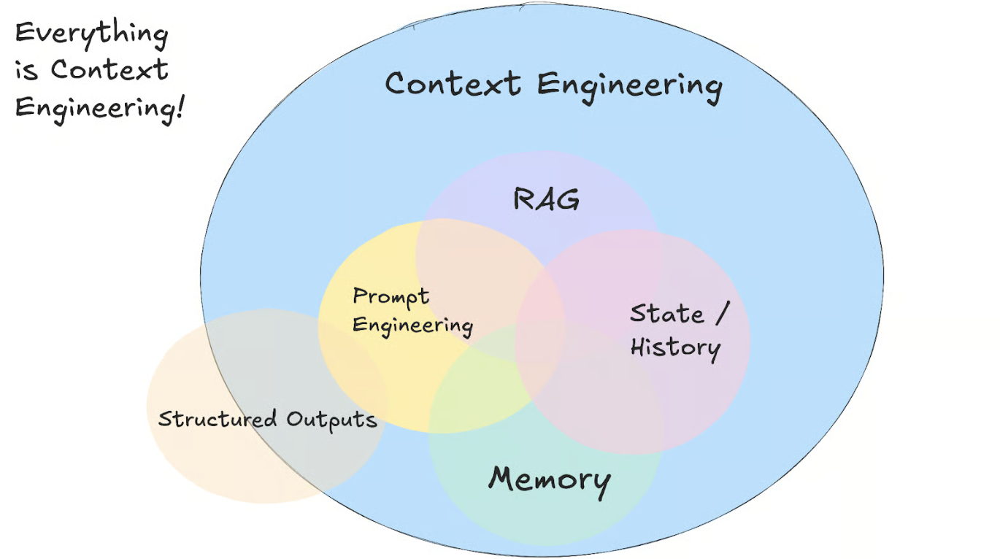 Everything
is Context
Engineering!
Context Engineering
RAG
Prompt
Engineering
State /
History
Structured Outputs
Memory